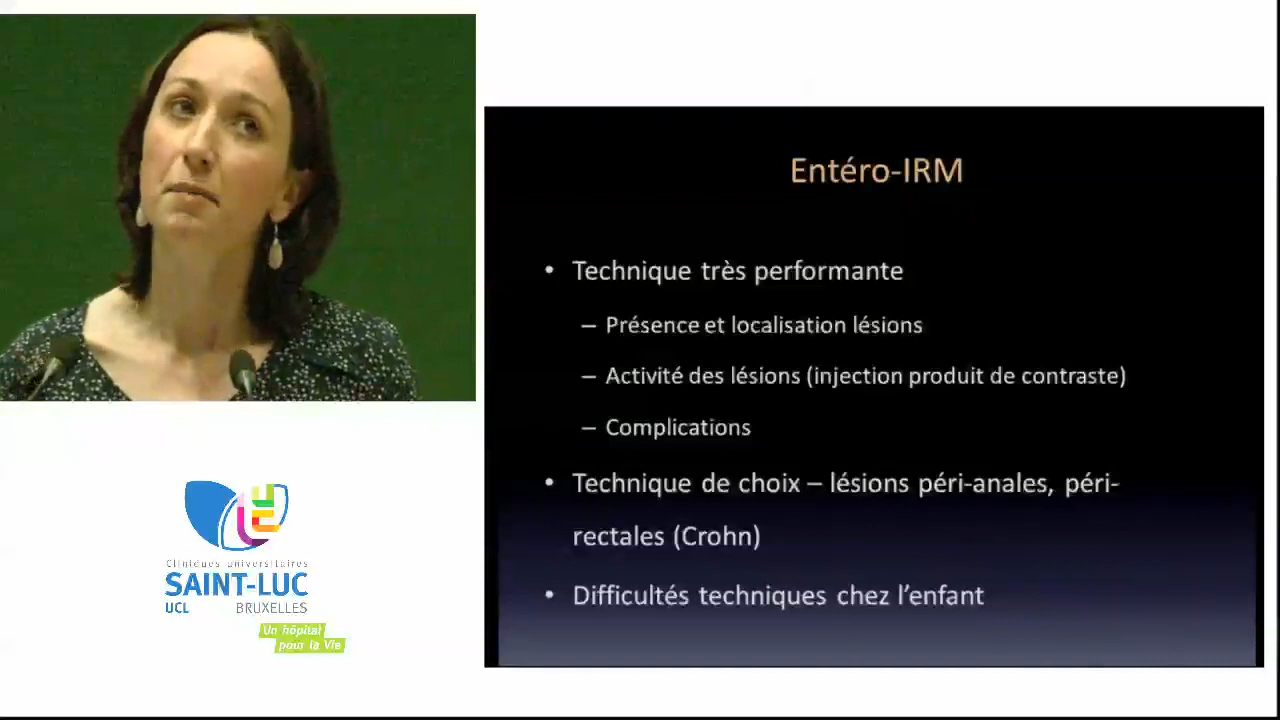 Entéro-IRM
• Technique très performante
– Présence et localisation lésions
– Activité des lésions (injection produit de contraste)
– Complications
• Technique de choix – lésions péri-anales, péri-
rectales (Crohn)
• Difficultés techniques chez l’enfant
Cliniques universitaires
SAINT-LUC
UCL BRUXELLES
Un hôpital
pour la Vie